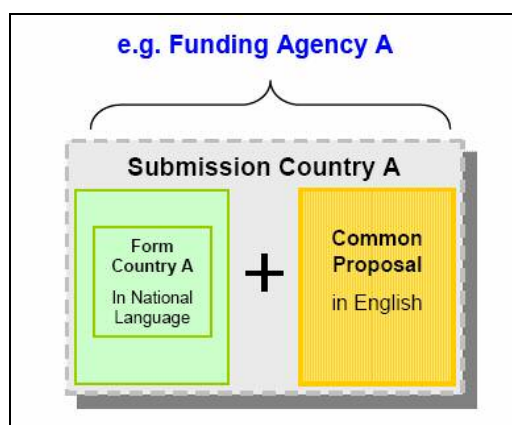 e.g. Funding Agency A
Submission Country A
Form
Country A
In National
Language
+
Common
Proposal
in English